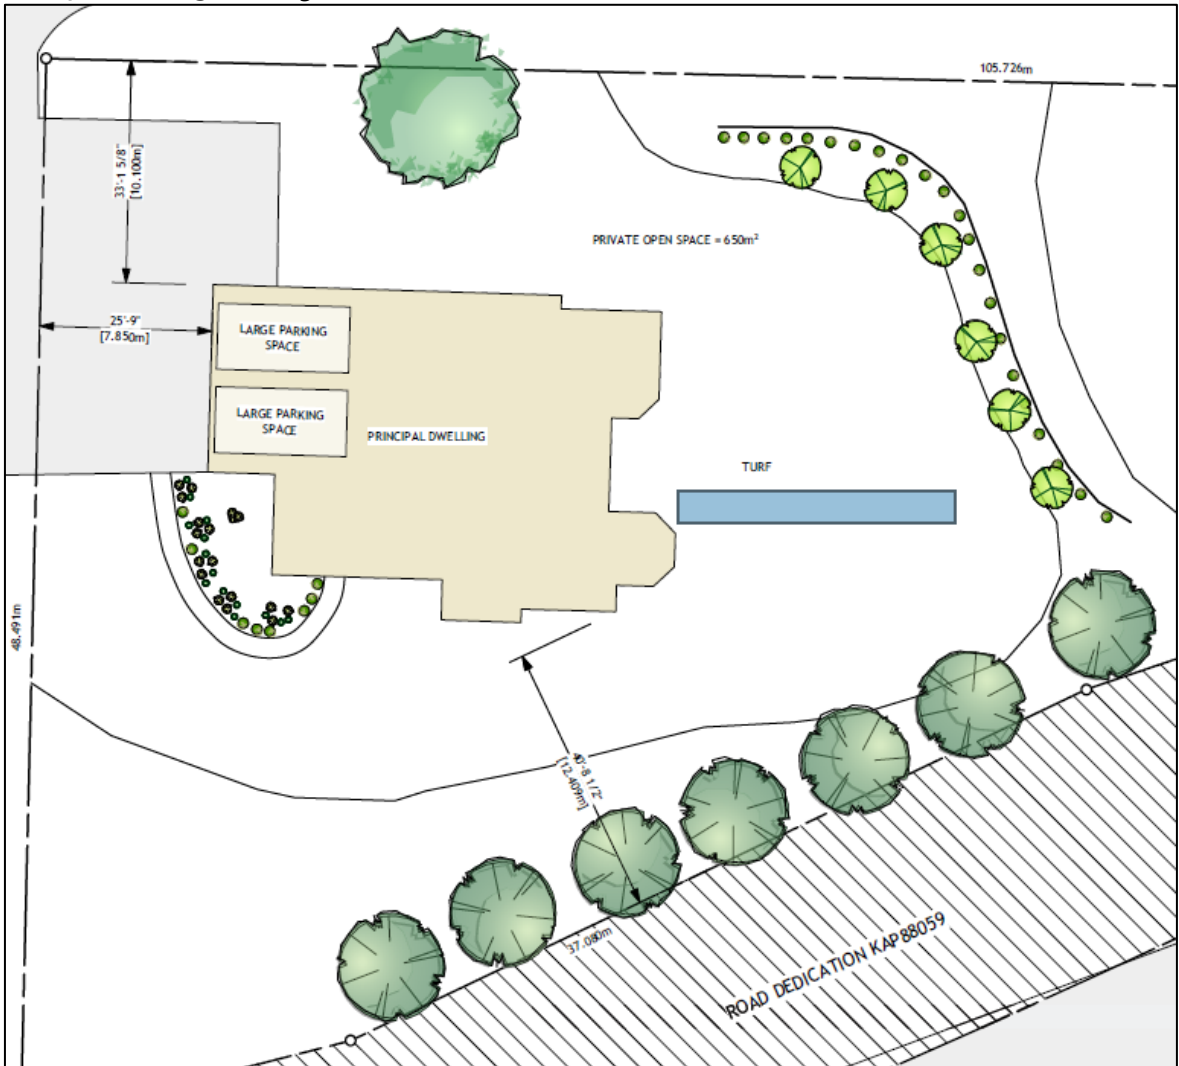 105.726m
33'-1 5/8"
[10.100m]
PRIVATE OPEN SPACE = 650m²
25'-9"
[7.850m]
LARGE PARKING
SPACE
LARGE PARKING
SPACE
PRINCIPAL DWELLING
TURF
48.491m
40'-8 1/2"
[12.409m]
37.080m
ROAD DEDICATION KAP88059